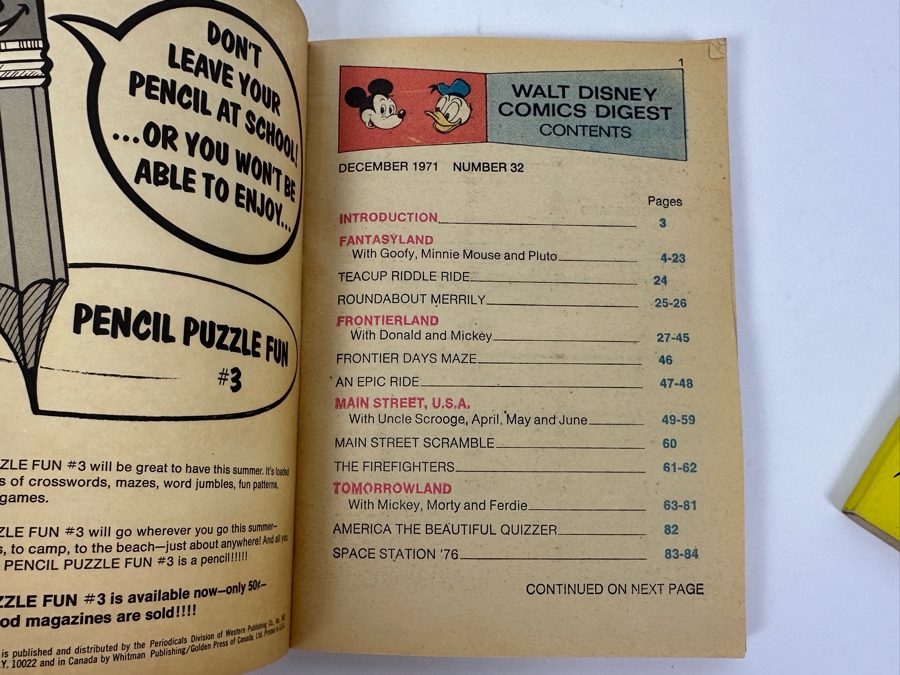 DON'T
LEAVE YOUR
PENCIL AT SCHOOL!
...OR YOU WON'T BE
ABLE TO ENJOY...
PENCIL PUZZLE FUN
#3
ZLE FUN #3 will be great to have this summer. It's loaded
s of crosswords, mazes, word jumbles, fun patterns,
games.
ZLE FUN #3 will go wherever you go this summer—
s, to camp, to the beach—just about anywhere! And all you
PENCIL PUZZLE FUN #3 is a pencil!!!!!
ZZLE FUN #3 is available now—only 50¢—
od magazines are sold!!!!
is published and distributed by the Periodicals Division of Western Publishing Co., Inc.
.Y. 10022 and in Canada by Whitman Publishing/Golden Press of Canada, Ltd. Printed in U.S.A.
1
WALT DISNEY
COMICS DIGEST
CONTENTS
DECEMBER 1971 NUMBER 32
Pages
INTRODUCTION 3
FANTASYLAND
With Goofy, Minnie Mouse and Pluto 4-23
TEACUP RIDDLE RIDE 24
ROUNDABOUT MERRILY 25-26
FRONTIERLAND
With Donald and Mickey 27-45
FRONTIER DAYS MAZE 46
AN EPIC RIDE 47-48
MAIN STREET, U.S.A.
With Uncle Scrooge, April, May and June 49-59
MAIN STREET SCRAMBLE 60
THE FIREFIGHTERS 61-62
TOMORROWLAND
With Mickey, Morty and Ferdie 63-81
AMERICA THE BEAUTIFUL QUIZZER 82
SPACE STATION '76 83-84
CONTINUED ON NEXT PAGE